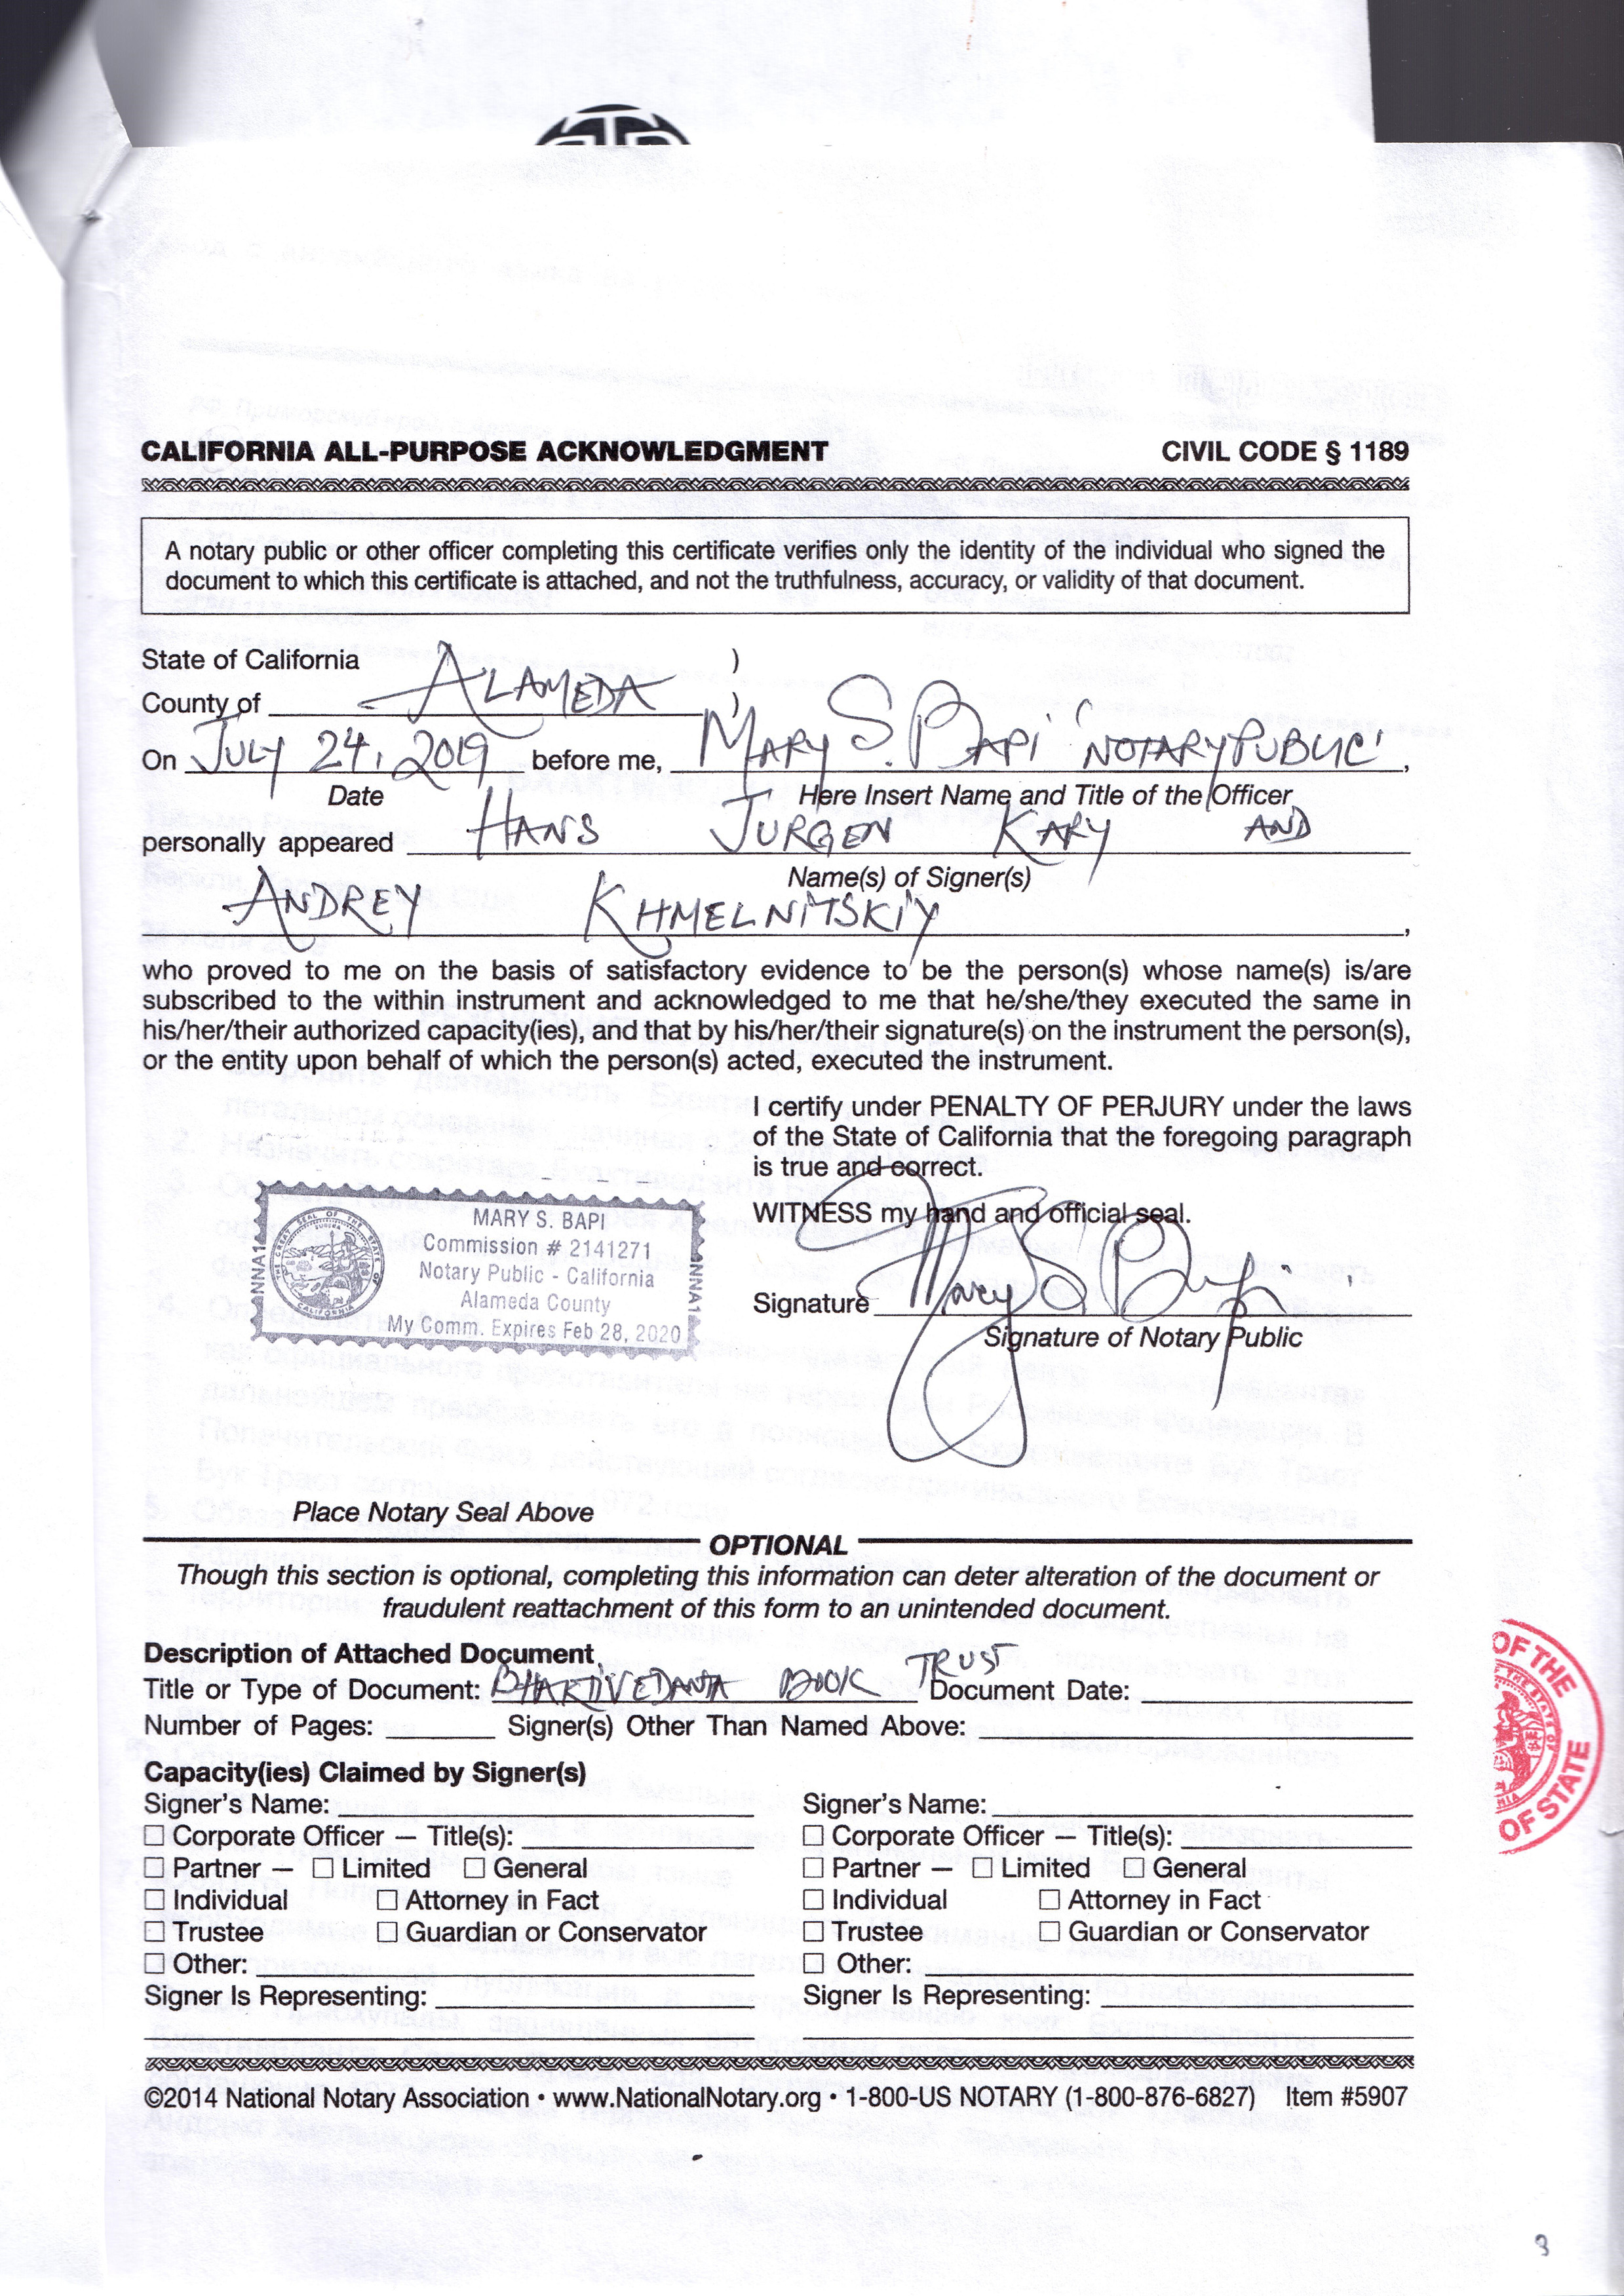 CALIFORNIA ALL-PURPOSE ACKNOWLEDGMENT CIVIL CODE § 1189
A notary public or other officer completing this certificate verifies only the identity of the individual who signed the
document to which this certificate is attached, and not the truthfulness, accuracy, or validity of that document.
State of California )
County of ALAMEDA )
On JULY 24, 2019 before me, MARY S. BAPI 'NOTARY PUBLIC',
Date Here Insert Name and Title of the Officer
personally appeared HANS JURGEN KARY AND
Name(s) of Signer(s)
ANDREY KHMELNITSKIY,
who proved to me on the basis of satisfactory evidence to be the person(s) whose name(s) is/are
subscribed to the within instrument and acknowledged to me that he/she/they executed the same in
his/her/their authorized capacity(ies), and that by his/her/their signature(s) on the instrument the person(s),
or the entity upon behalf of which the person(s) acted, executed the instrument.
I certify under PENALTY OF PERJURY under the laws
of the State of California that the foregoing paragraph
is true and correct.
WITNESS my hand and official seal.
MARY S. BAPI
Commission # 2141271
Notary Public - California
Alameda County
My Comm. Expires Feb 28, 2020
NNA1
NNA1
Signature Mary S Bapi
Signature of Notary Public
Place Notary Seal Above
OPTIONAL
Though this section is optional, completing this information can deter alteration of the document or
fraudulent reattachment of this form to an unintended document.
Description of Attached Document
Title or Type of Document: BHAKTIVEDANTA BOOK TRUST Document Date:
Number of Pages: Signer(s) Other Than Named Above:
Capacity(ies) Claimed by Signer(s)
Signer's Name: Signer's Name:
☐ Corporate Officer — Title(s): ☐ Corporate Officer — Title(s):
☐ Partner — ☐ Limited ☐ General ☐ Partner — ☐ Limited ☐ General
☐ Individual ☐ Attorney in Fact ☐ Individual ☐ Attorney in Fact
☐ Trustee ☐ Guardian or Conservator ☐ Trustee ☐ Guardian or Conservator
☐ Other: ☐ Other:
Signer Is Representing: Signer Is Representing:
OF THE
OF STATE
©2014 National Notary Association • www.NationalNotary.org • 1-800-US NOTARY (1-800-876-6827) Item #5907